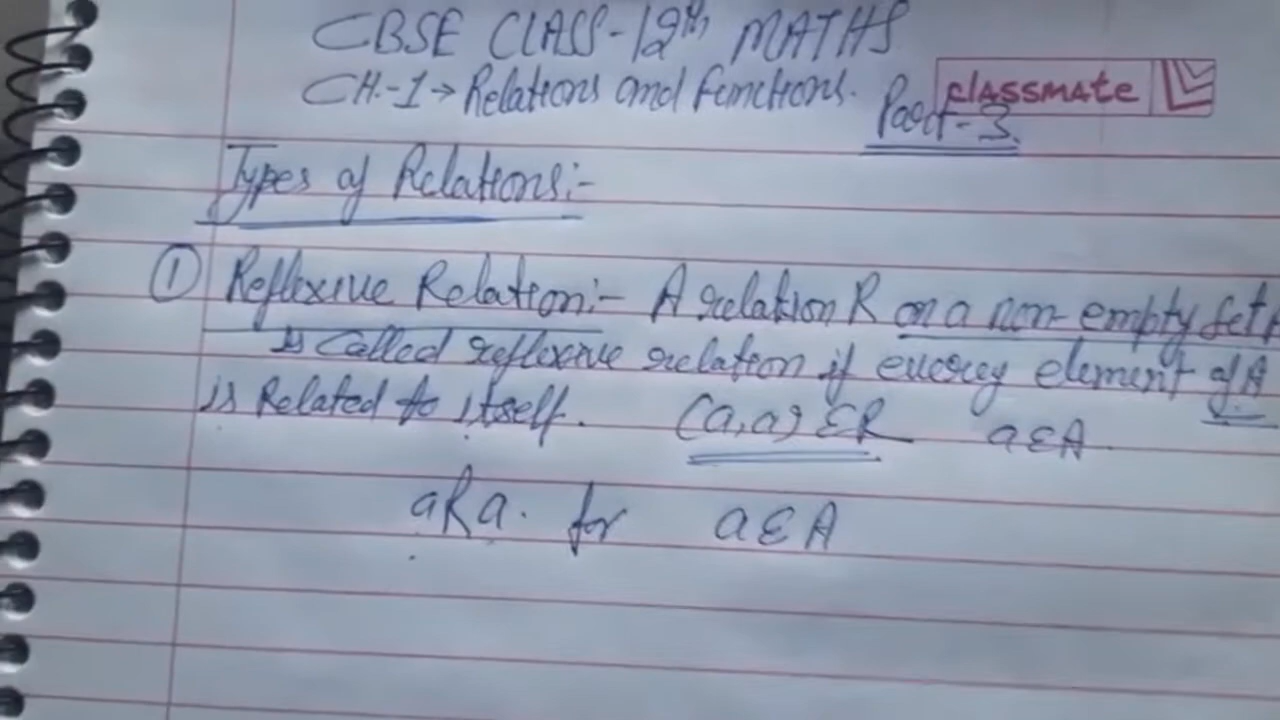 CBSE CLASS-12th MATHS
CH.-1→ Relations and functions.
classmate
Part-3.
Types of Relations:-
① Reflexive Relation:- A relation R on a non-empty set A
is called reflexive relation if every element of A
is Related to itself. (a,a) ∈ R a ∈ A
aRa. for a ∈ A